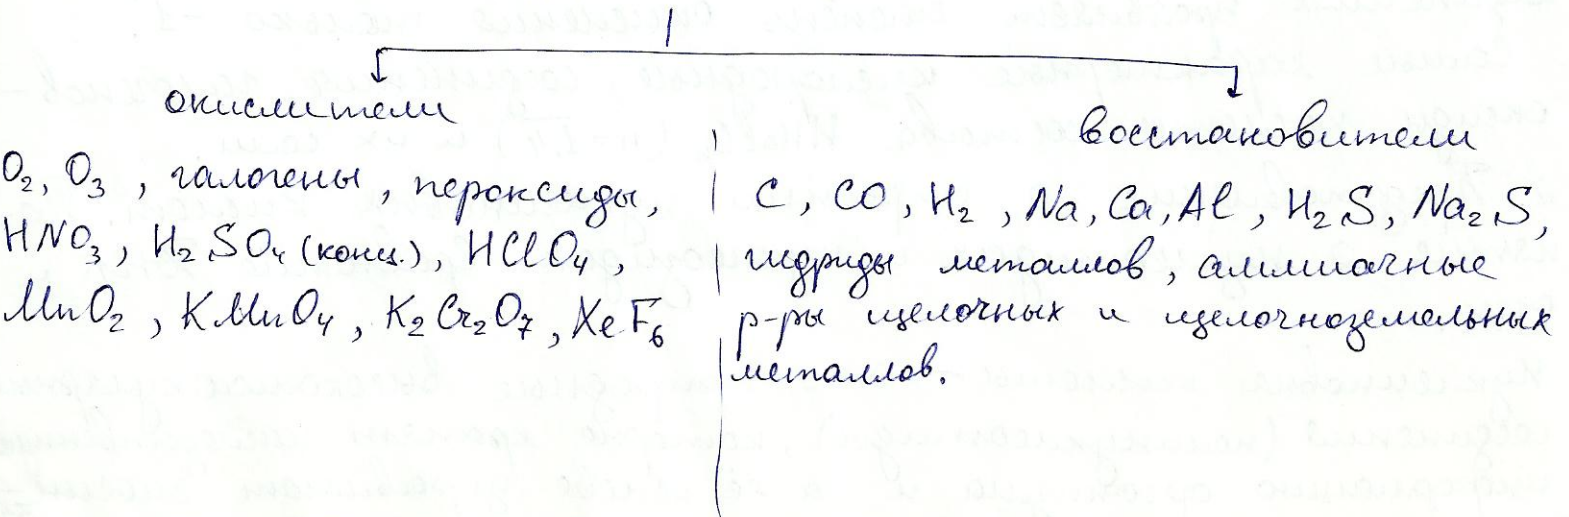 окислители
O₂, O₃, галогены, пероксиды,
HNO₃, H₂SO₄ (конц.), HClO₄,
MnO₂, KMnO₄, K₂Cr₂O₇, XeF₆
восстановители
C, CO, H₂, Na, Ca, Al, H₂S, Na₂S,
гидриды металлов, аммиачные
р-ры щелочных и щелочноземельных
металлов.